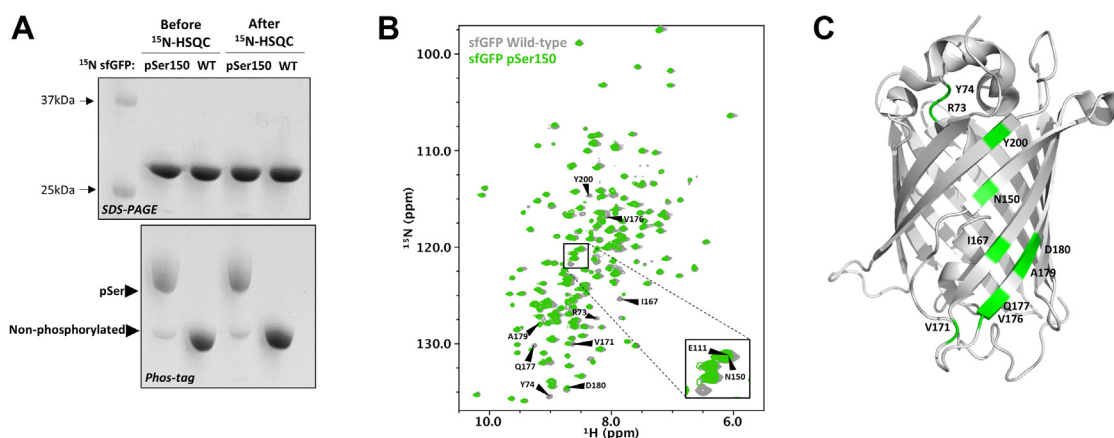 A
Before
¹⁵N-HSQC
After
¹⁵N-HSQC
¹⁵N sfGFP: pSer150 WT pSer150 WT
37kDa
25kDa
SDS-PAGE
pSer
Non-phosphorylated
Phos-tag
B
sfGFP Wild-type
sfGFP pSer150
100.0
110.0
120.0
130.0
¹⁵N (ppm)
Y200
V176
I167
R73
A179
V171
Q177
Y74
D180
E111
N150
10.0 8.0 6.0
¹H (ppm)
C
Y74
R73
Y200
N150
I167
D180
A179
Q177
V176
V171